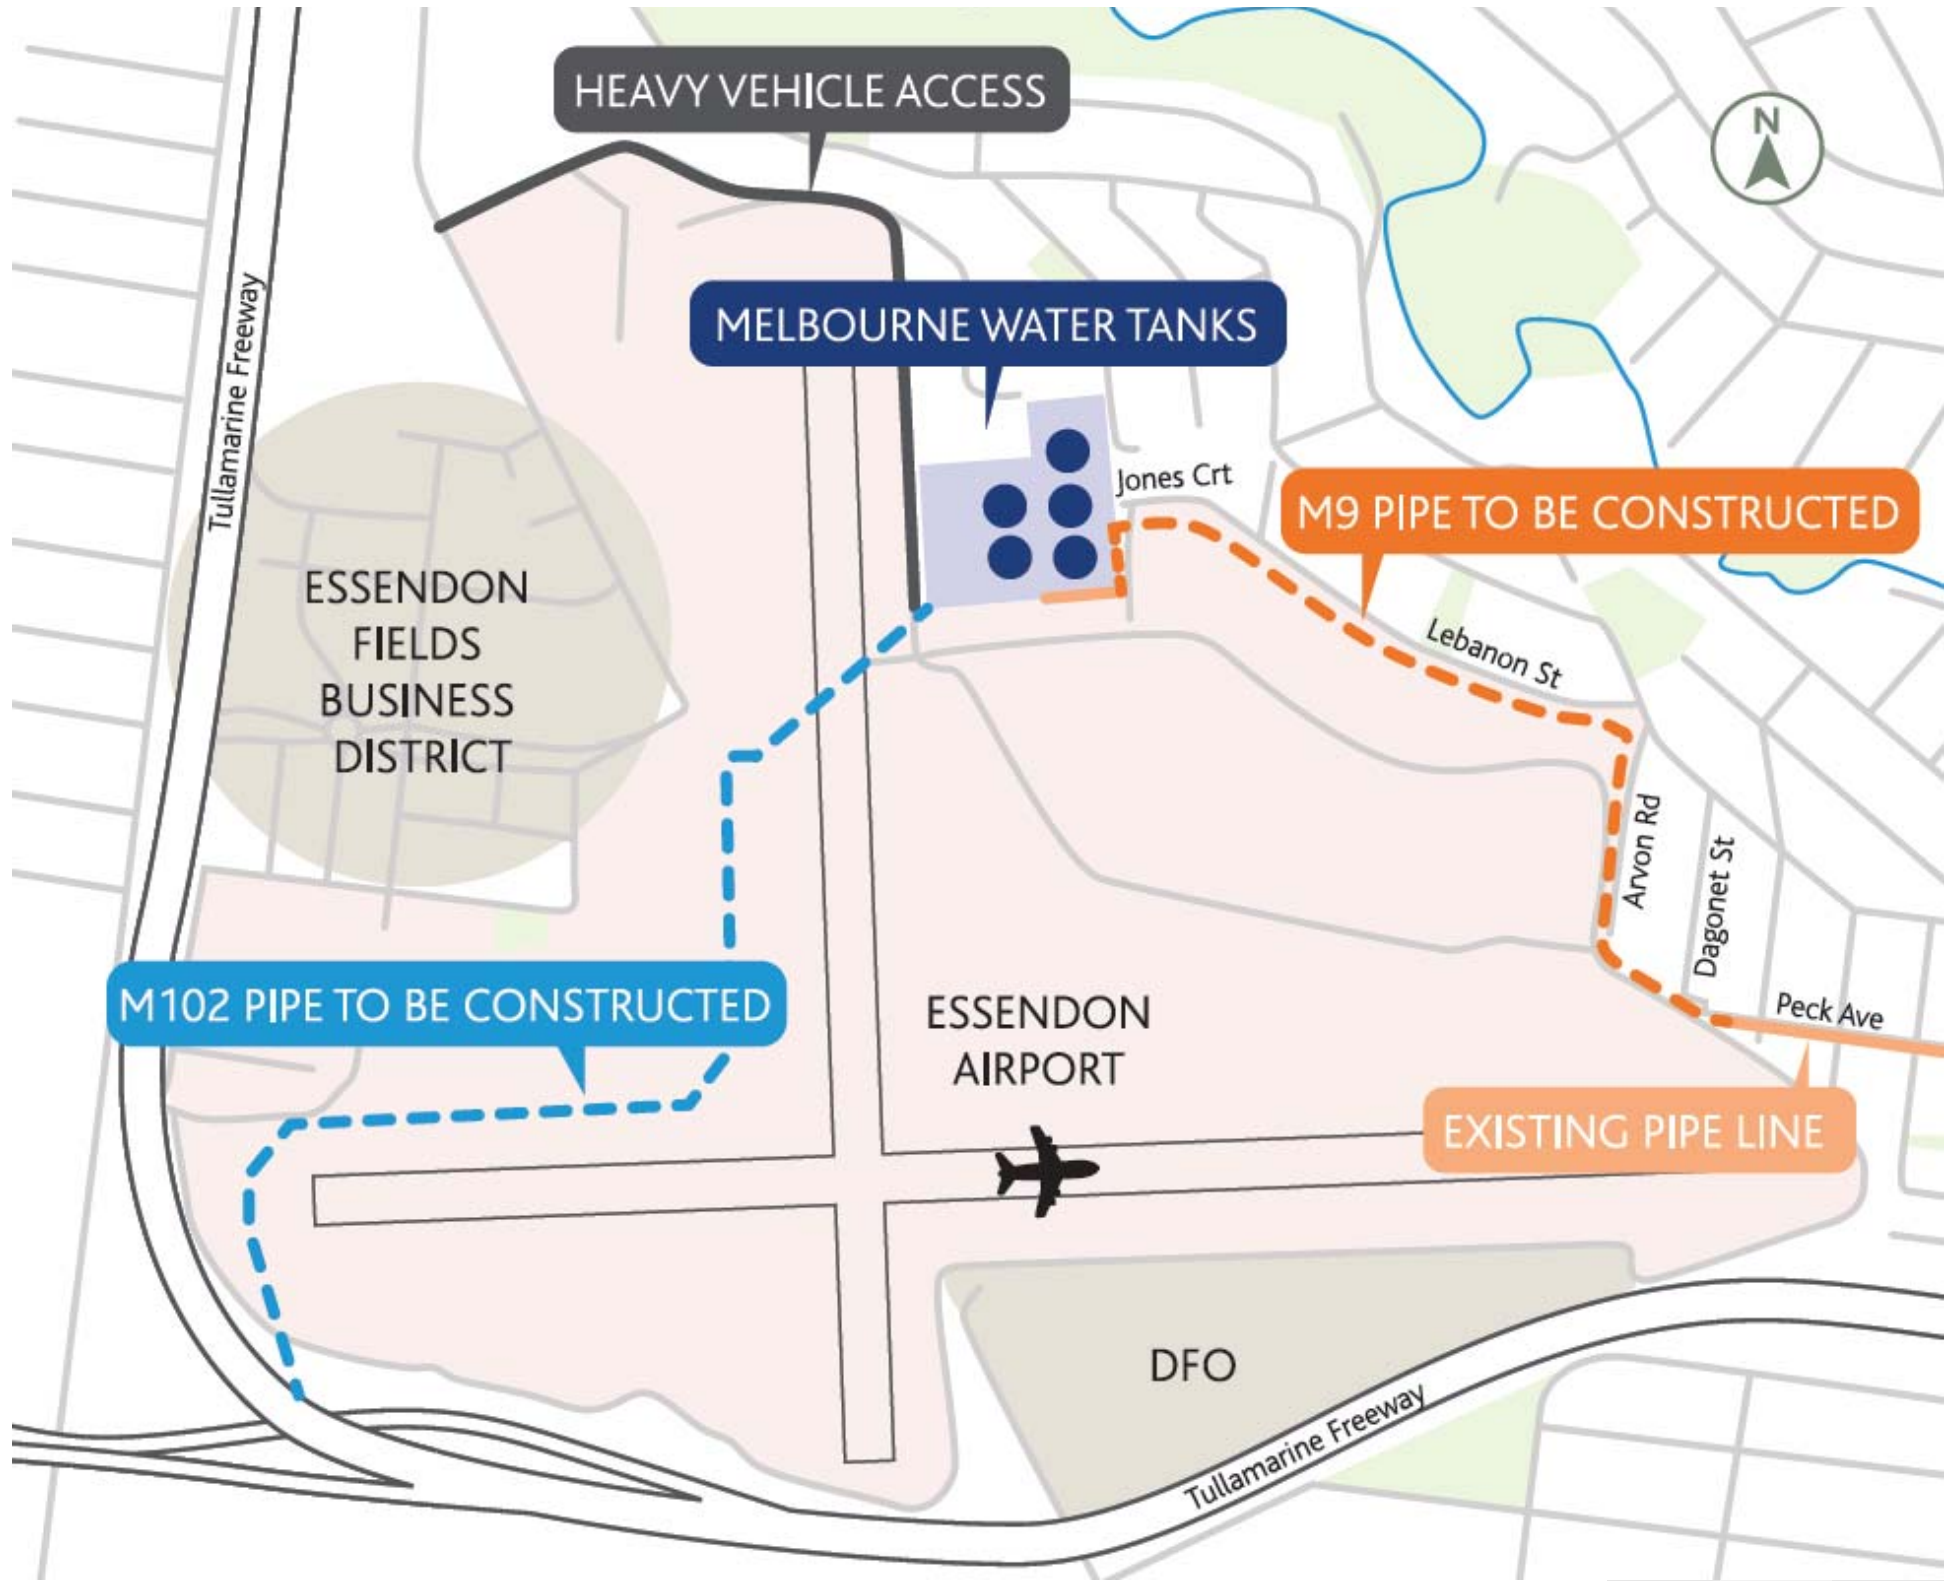 HEAVY VEHICLE ACCESS
N
MELBOURNE WATER TANKS
Tullamarine Freeway
Jones Crt
M9 PIPE TO BE CONSTRUCTED
ESSENDON
FIELDS
BUSINESS
DISTRICT
Lebanon St
Arvon Rd
Dagonet St
M102 PIPE TO BE CONSTRUCTED
ESSENDON
AIRPORT
Peck Ave
EXISTING PIPE LINE
DFO
Tullamarine Freeway